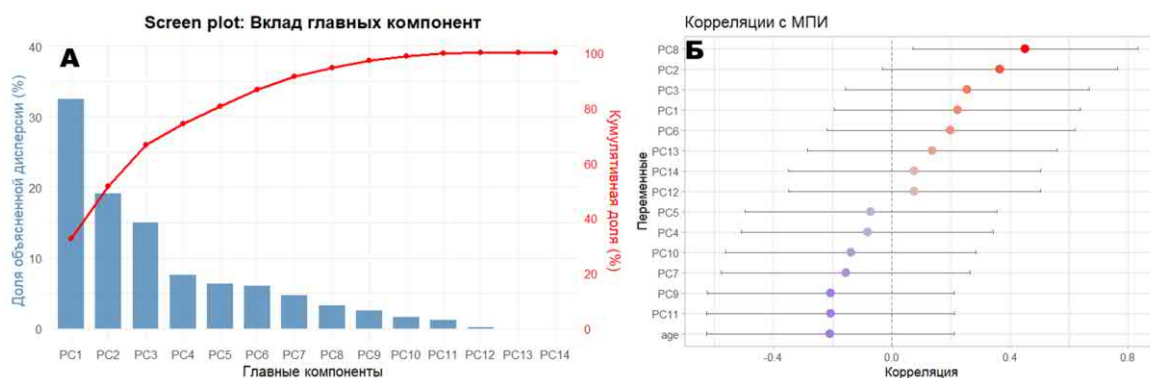 Screen plot: Вклад главных компонент
А
Доля объясненной дисперсии (%)
40
30
20
10
0
100
80
60
40
20
0
Кумулятивная доля (%)
PC1 PC2 PC3 PC4 PC5 PC6 PC7 PC8 PC9 PC10 PC11 PC12 PC13 PC14
Главные компоненты
Корреляции с МПИ
Б
PC8
PC2
PC3
PC1
PC6
PC13
PC14
PC12
PC5
PC4
PC10
PC7
PC9
PC11
age
Переменные
-0.4 0.0 0.4 0.8
Корреляция